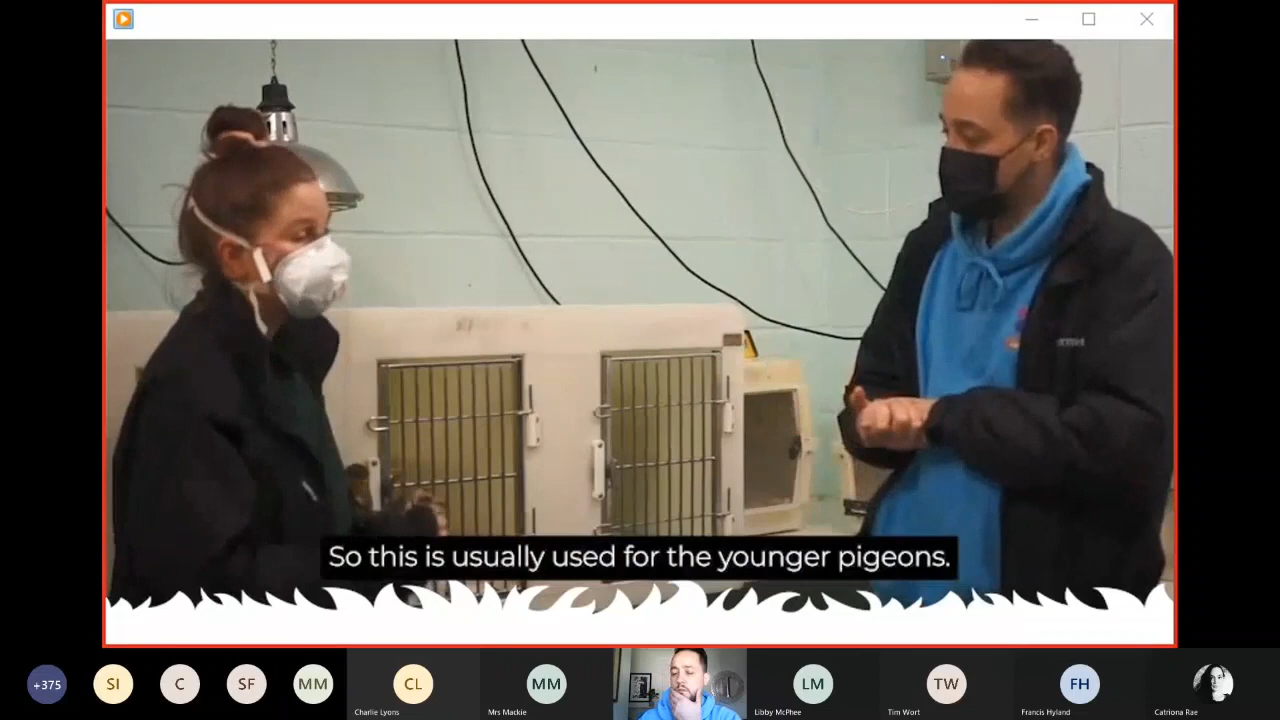 So this is usually used for the younger pigeons.
+375
SI
C
SF
MM
CL
MM
LM
TW
FH
Charlie Lyons
Mrs Mackie
Libby McPhee
Tim Wort
Francis Hyland
Catriona Rae